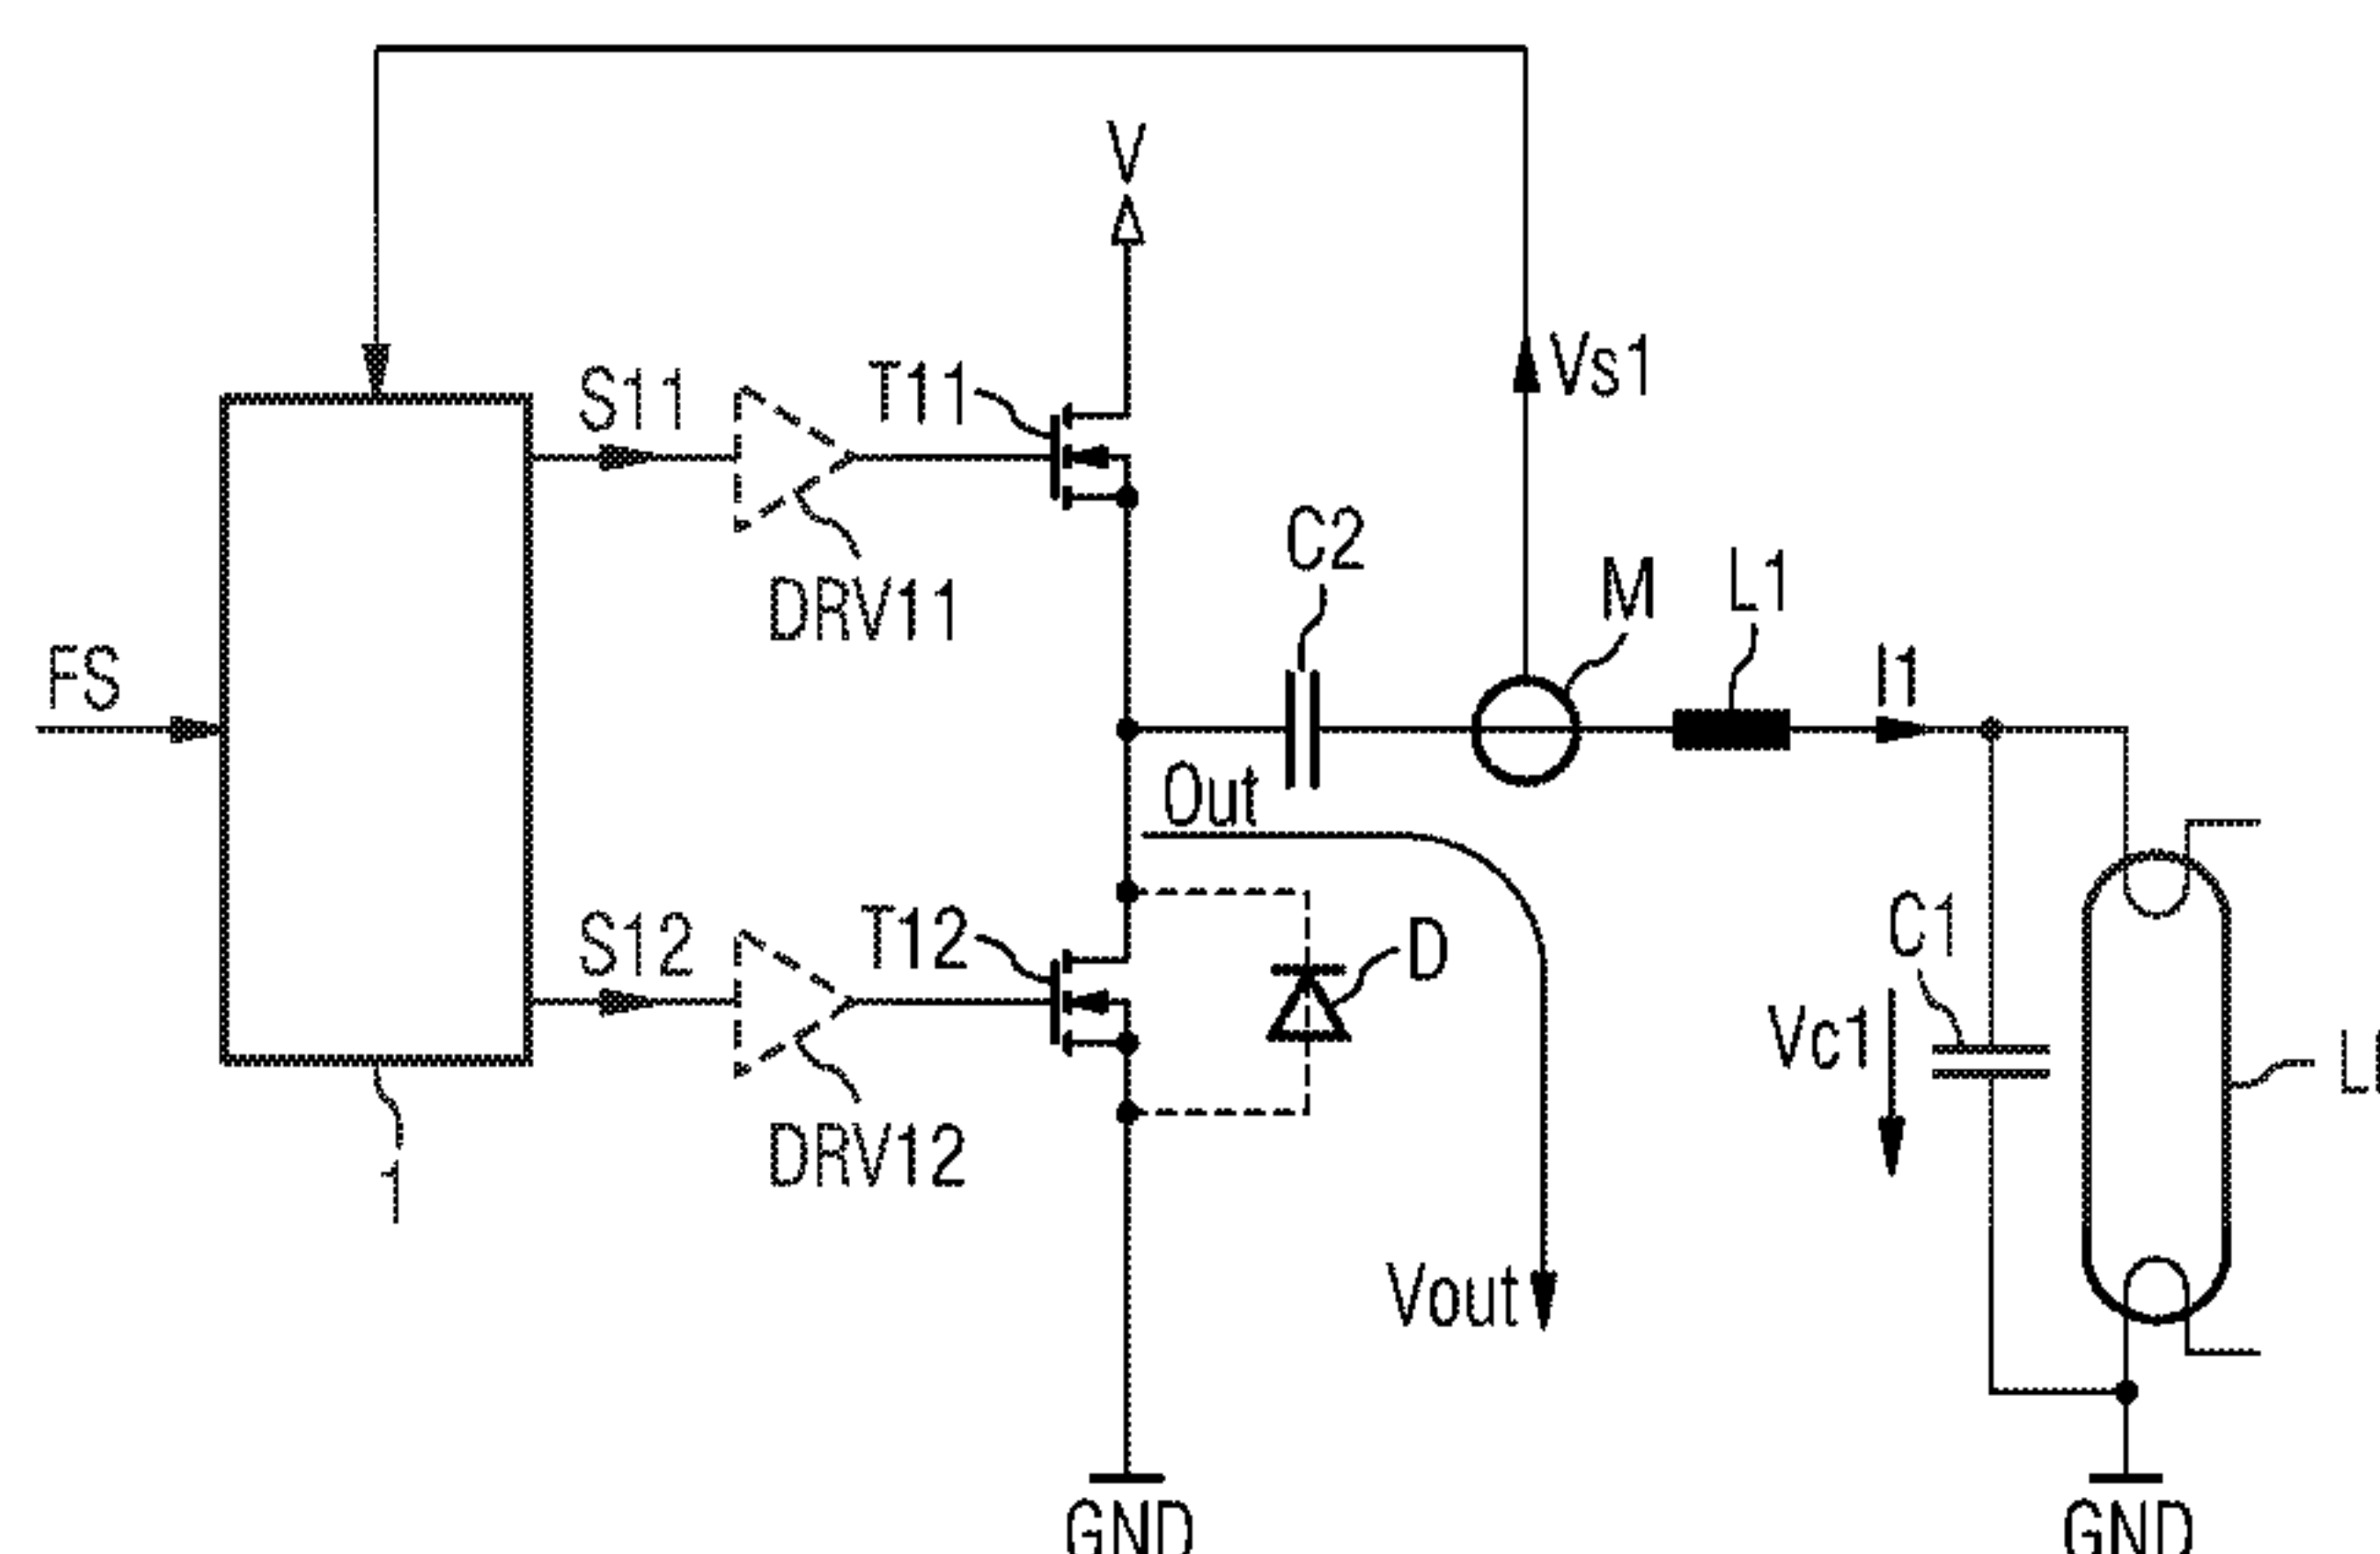 V
S11
T11
Vs1
C2
DRV11
M
L1
I1
FS
Out
S12
T12
D
C1
Vc1
DRV12
1
Vout
GND
GND